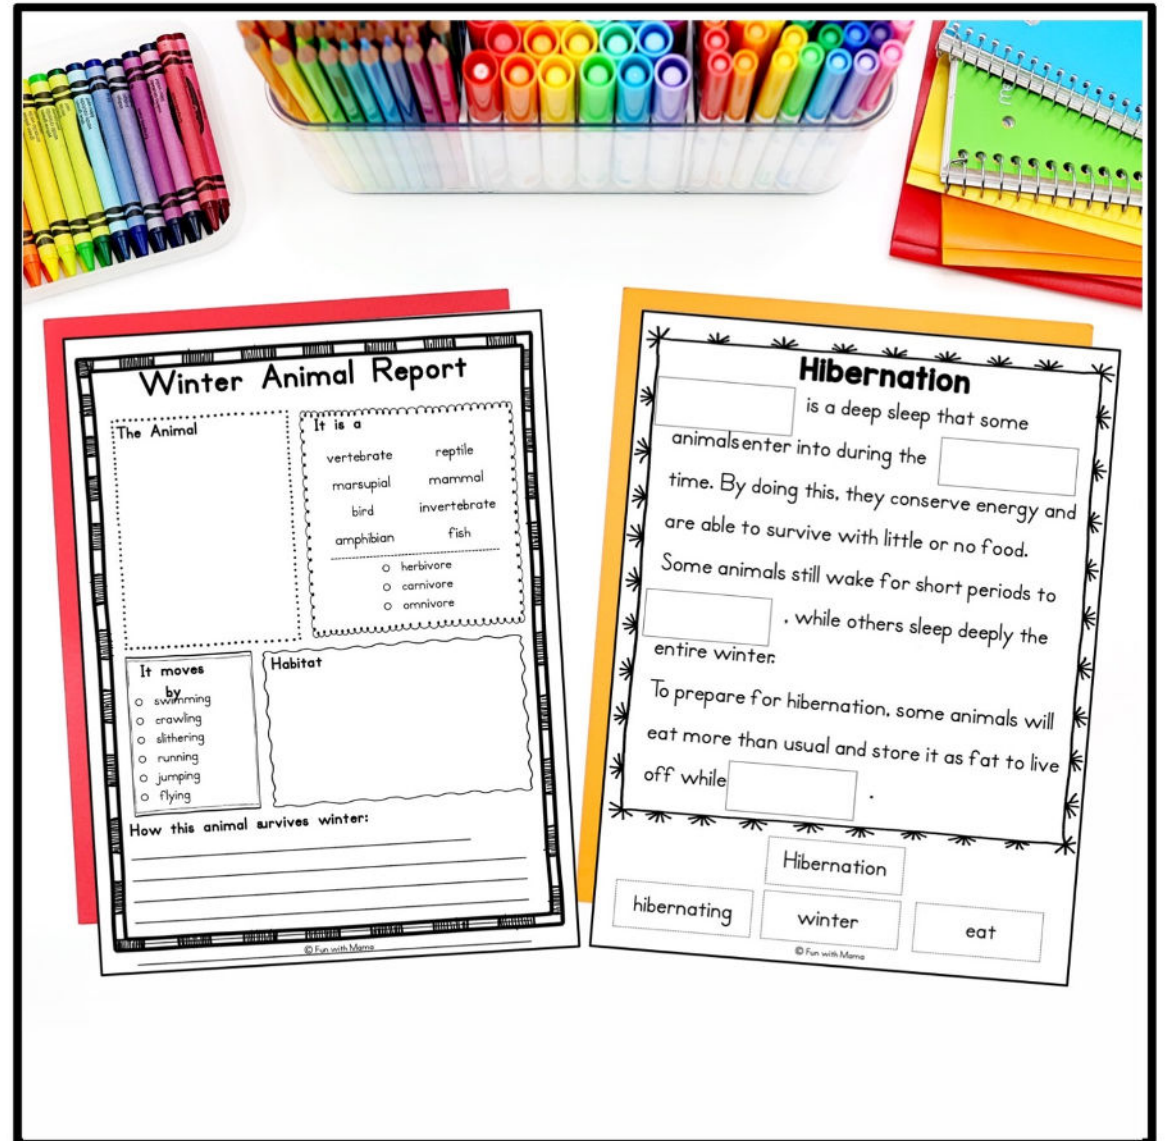 Winter Animal Report
The Animal
It is a
vertebrate
reptile
marsupial
mammal
bird
invertebrate
amphibian
fish
herbivore
carnivore
omnivore
It moves
by
swimming
crawling
slithering
running
jumping
flying
Habitat
How this animal survives winter:
© Fun with Mama
Hibernation
is a deep sleep that some
animals enter into during the
time. By doing this, they conserve energy and
are able to survive with little or no food.
Some animals still wake for short periods to
, while others sleep deeply the
entire winter.
To prepare for hibernation, some animals will
eat more than usual and store it as fat to live
off while .
Hibernation
hibernating
winter
eat
© Fun with Mama